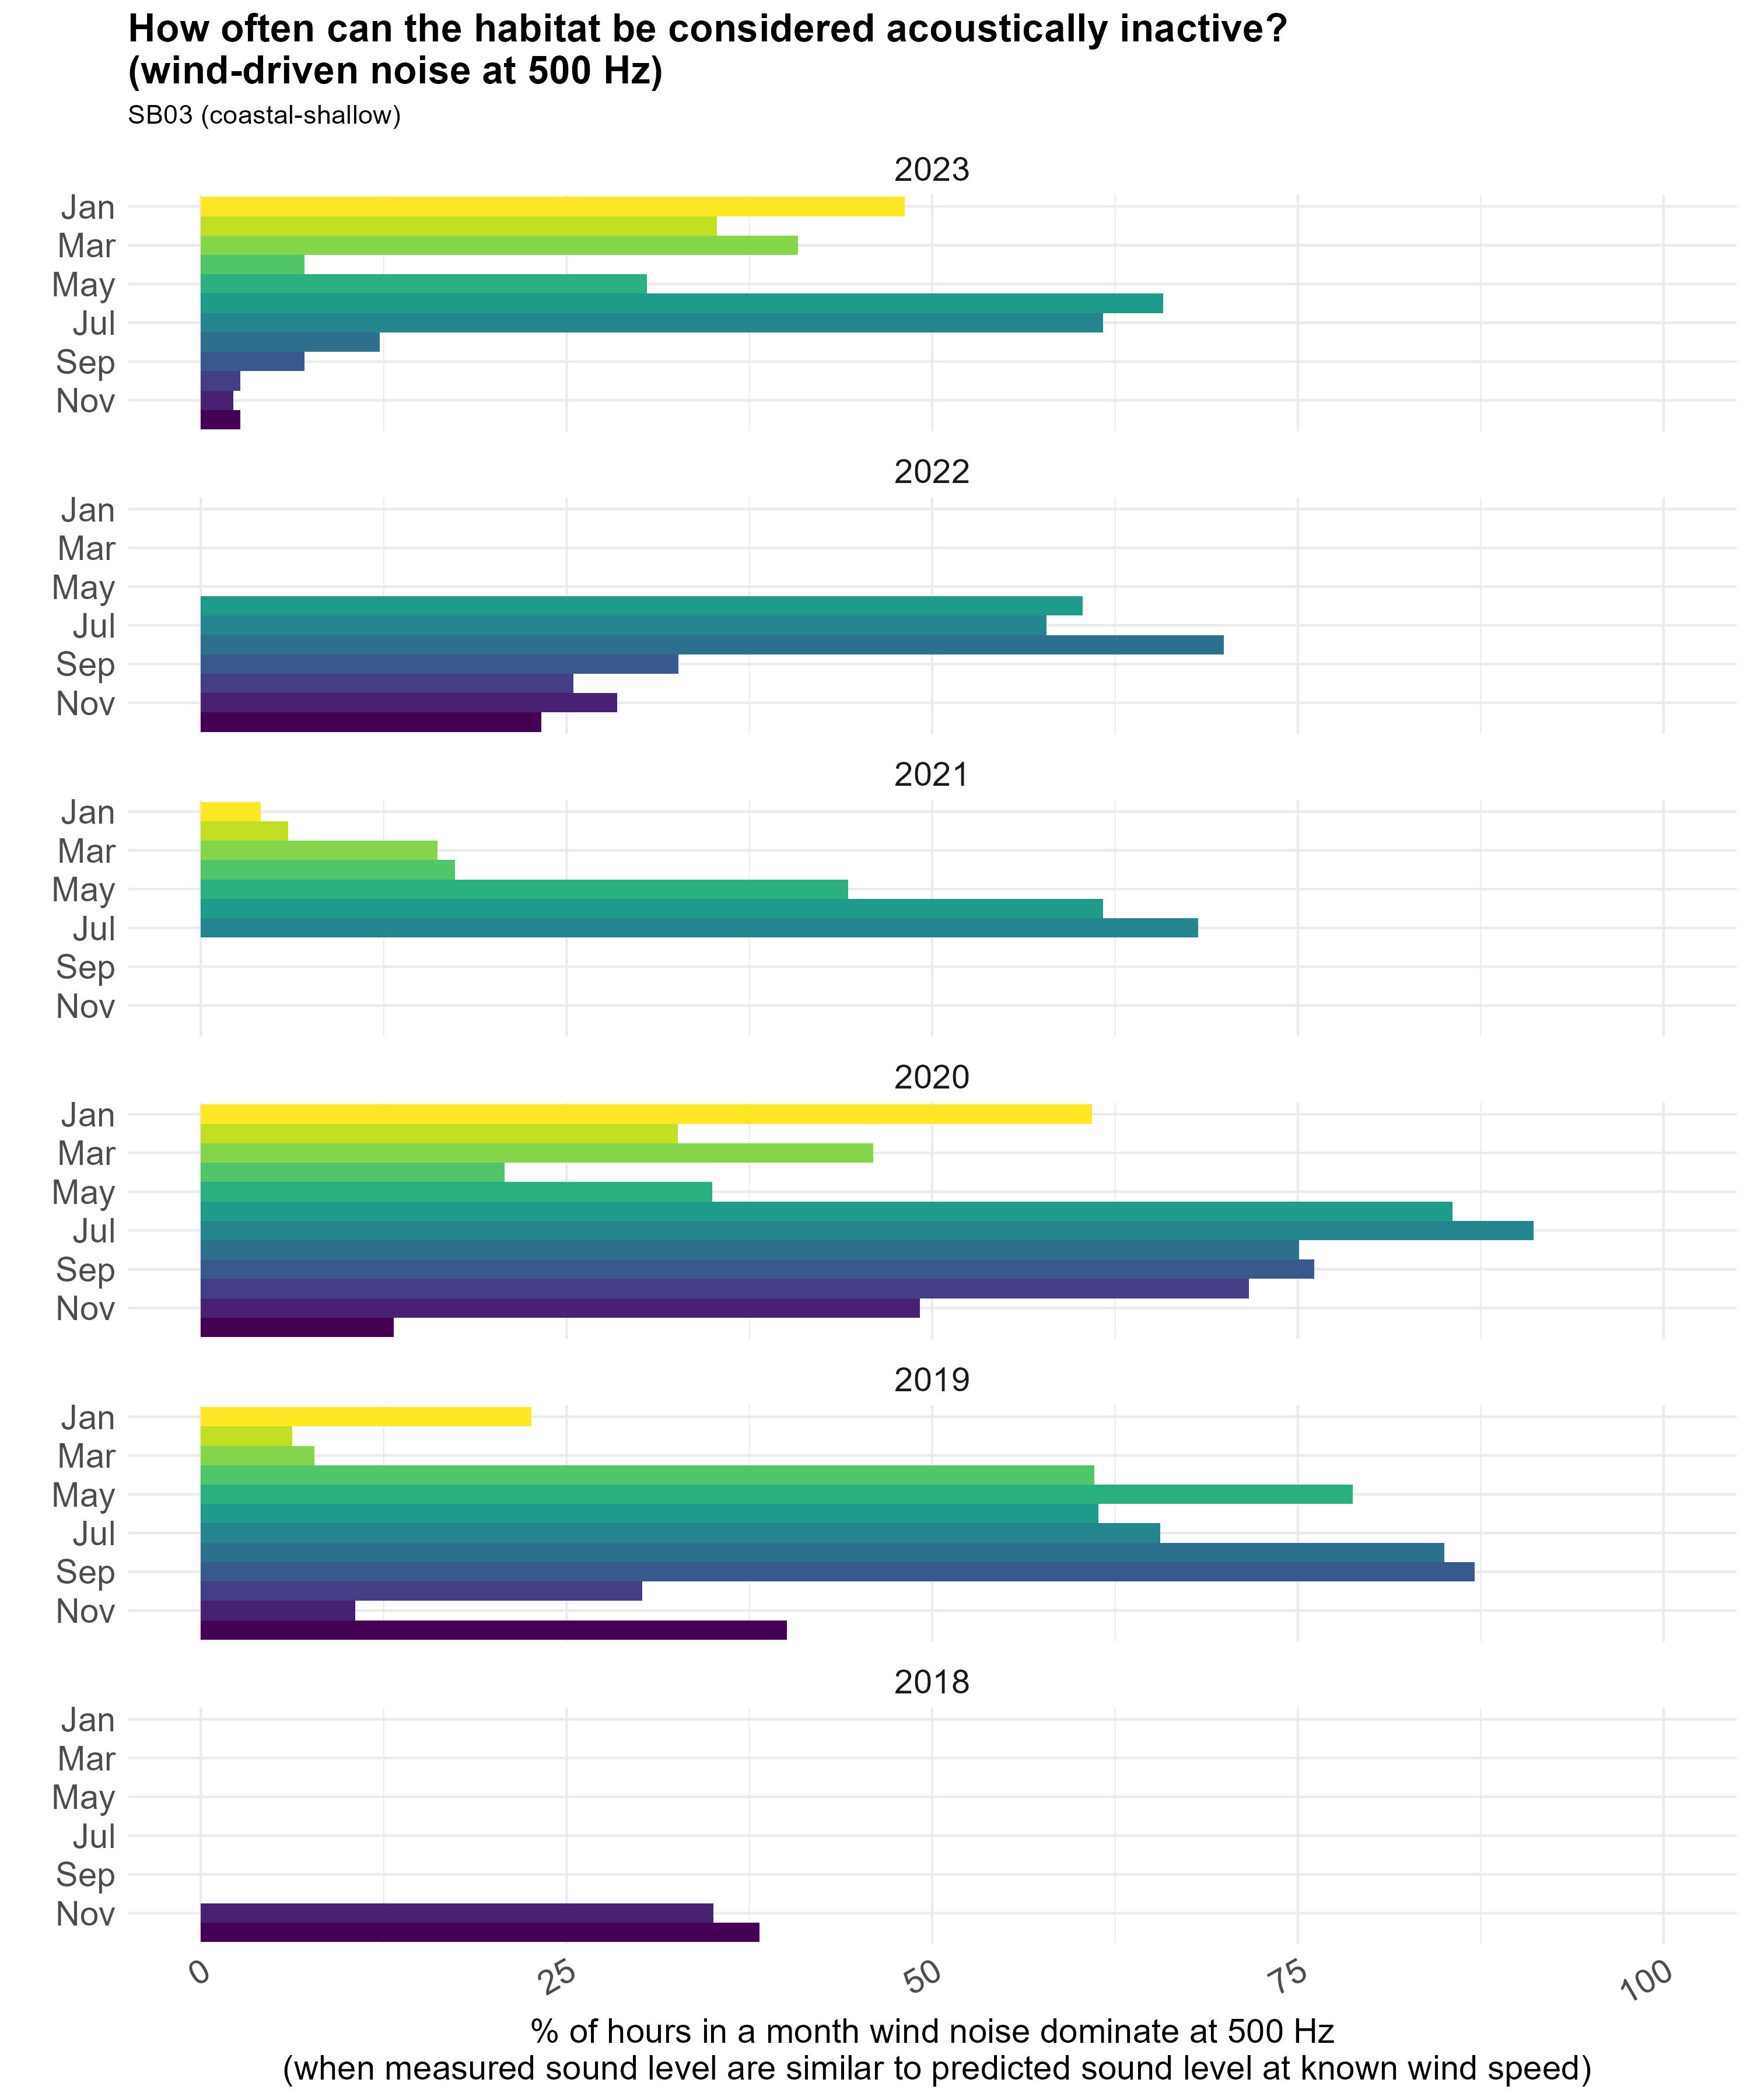 How often can the habitat be considered acoustically inactive?
(wind-driven noise at 500 Hz)
SB03 (coastal-shallow)
2023
Jan
Mar
May
Jul
Sep
Nov
2022
Jan
Mar
May
Jul
Sep
Nov
2021
Jan
Mar
May
Jul
Sep
Nov
2020
Jan
Mar
May
Jul
Sep
Nov
2019
Jan
Mar
May
Jul
Sep
Nov
2018
Jan
Mar
May
Jul
Sep
Nov
0 25 50 75 100
% of hours in a month wind noise dominate at 500 Hz
(when measured sound level are similar to predicted sound level at known wind speed)